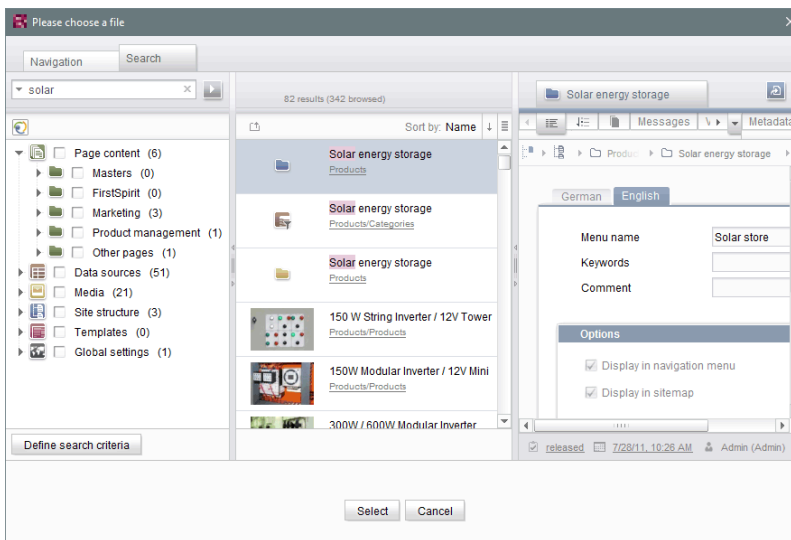 Please choose a file
Navigation
Search
solar
Page content (6)
Masters (0)
FirstSpirit (0)
Marketing (3)
Product management (1)
Other pages (1)
Data sources (51)
Media (21)
Site structure (3)
Templates (0)
Global settings (1)
Define search criteria
82 results (342 browsed)
Sort by: Name
Solar energy storage
Products
Solar energy storage
Products/Categories
Solar energy storage
Products
150 W String Inverter / 12V Tower
Products/Products
150W Modular Inverter / 12V Mini
Products/Products
300W / 600W Modular Inverter
Solar energy storage
Messages
Metadata
Solar energy storage
German
English
Menu name
Solar store
Keywords
Comment
Options
Display in navigation menu
Display in sitemap
released
7/28/11, 10:26 AM
Admin (Admin)
Select
Cancel